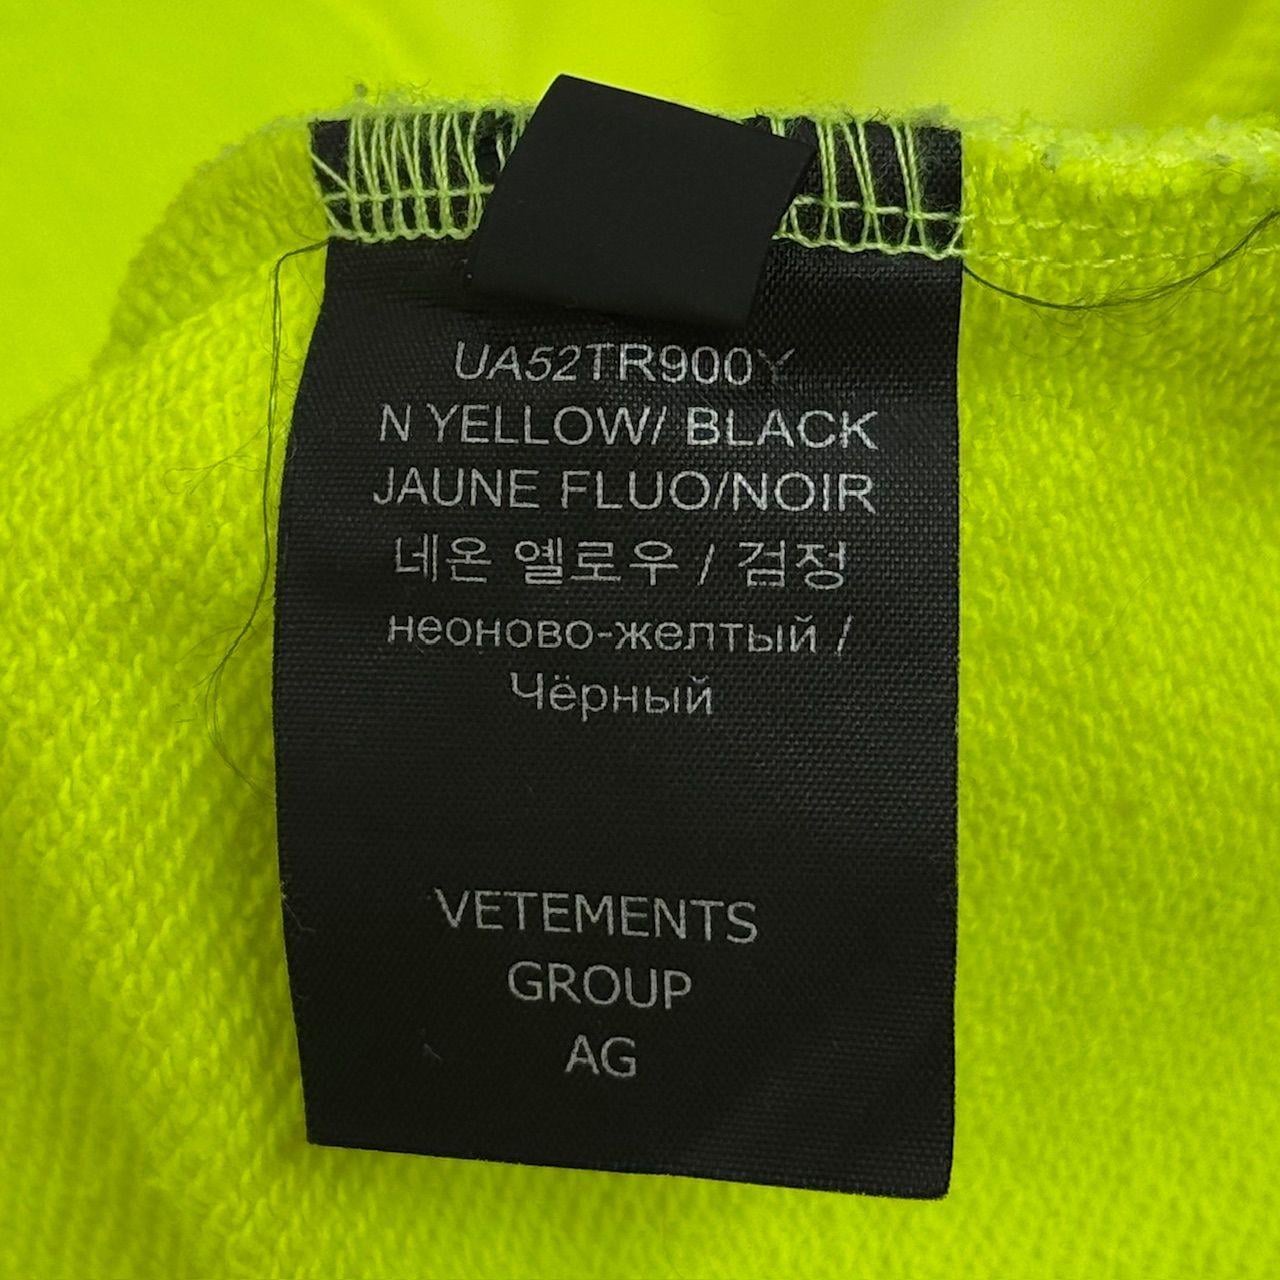 UA52TR900Y
N YELLOW/ BLACK
JAUNE FLUO/NOIR
네온 옐로우 / 검정
неоново-желтый /
Чёрный
VETEMENTS
GROUP
AG